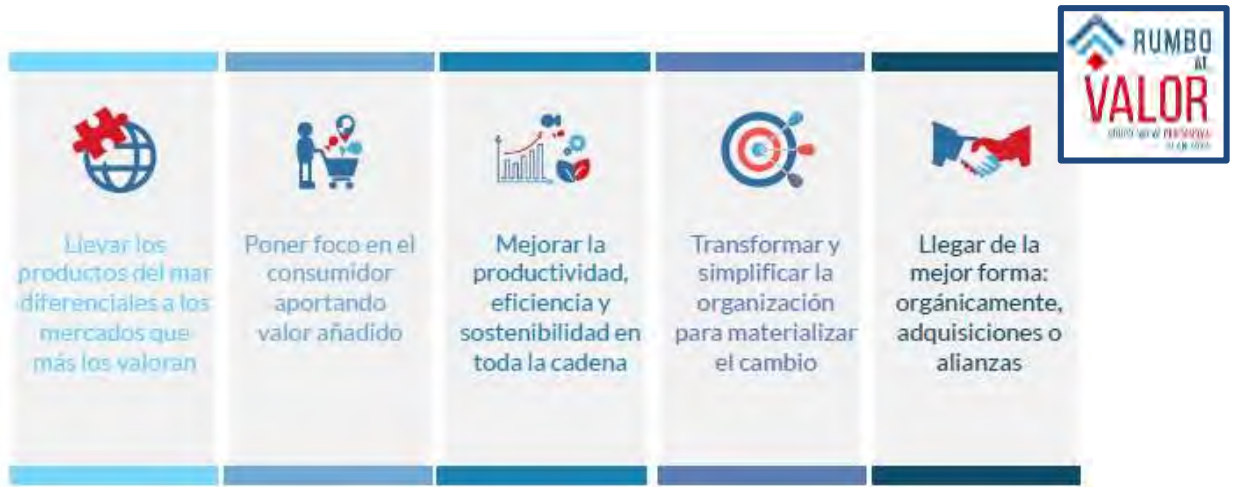 RUMBO
AL
VALOR
Llevar los
productos del mar
diferenciales a los
mercados que
más los valoran
Poner foco en el
consumidor
aportando
valor añadido
Mejorar la
productividad,
eficiencia y
sostenibilidad en
toda la cadena
Transformar y
simplificar la
organización
para materializar
el cambio
Llegar de la
mejor forma:
orgánicamente,
adquisiciones o
alianzas